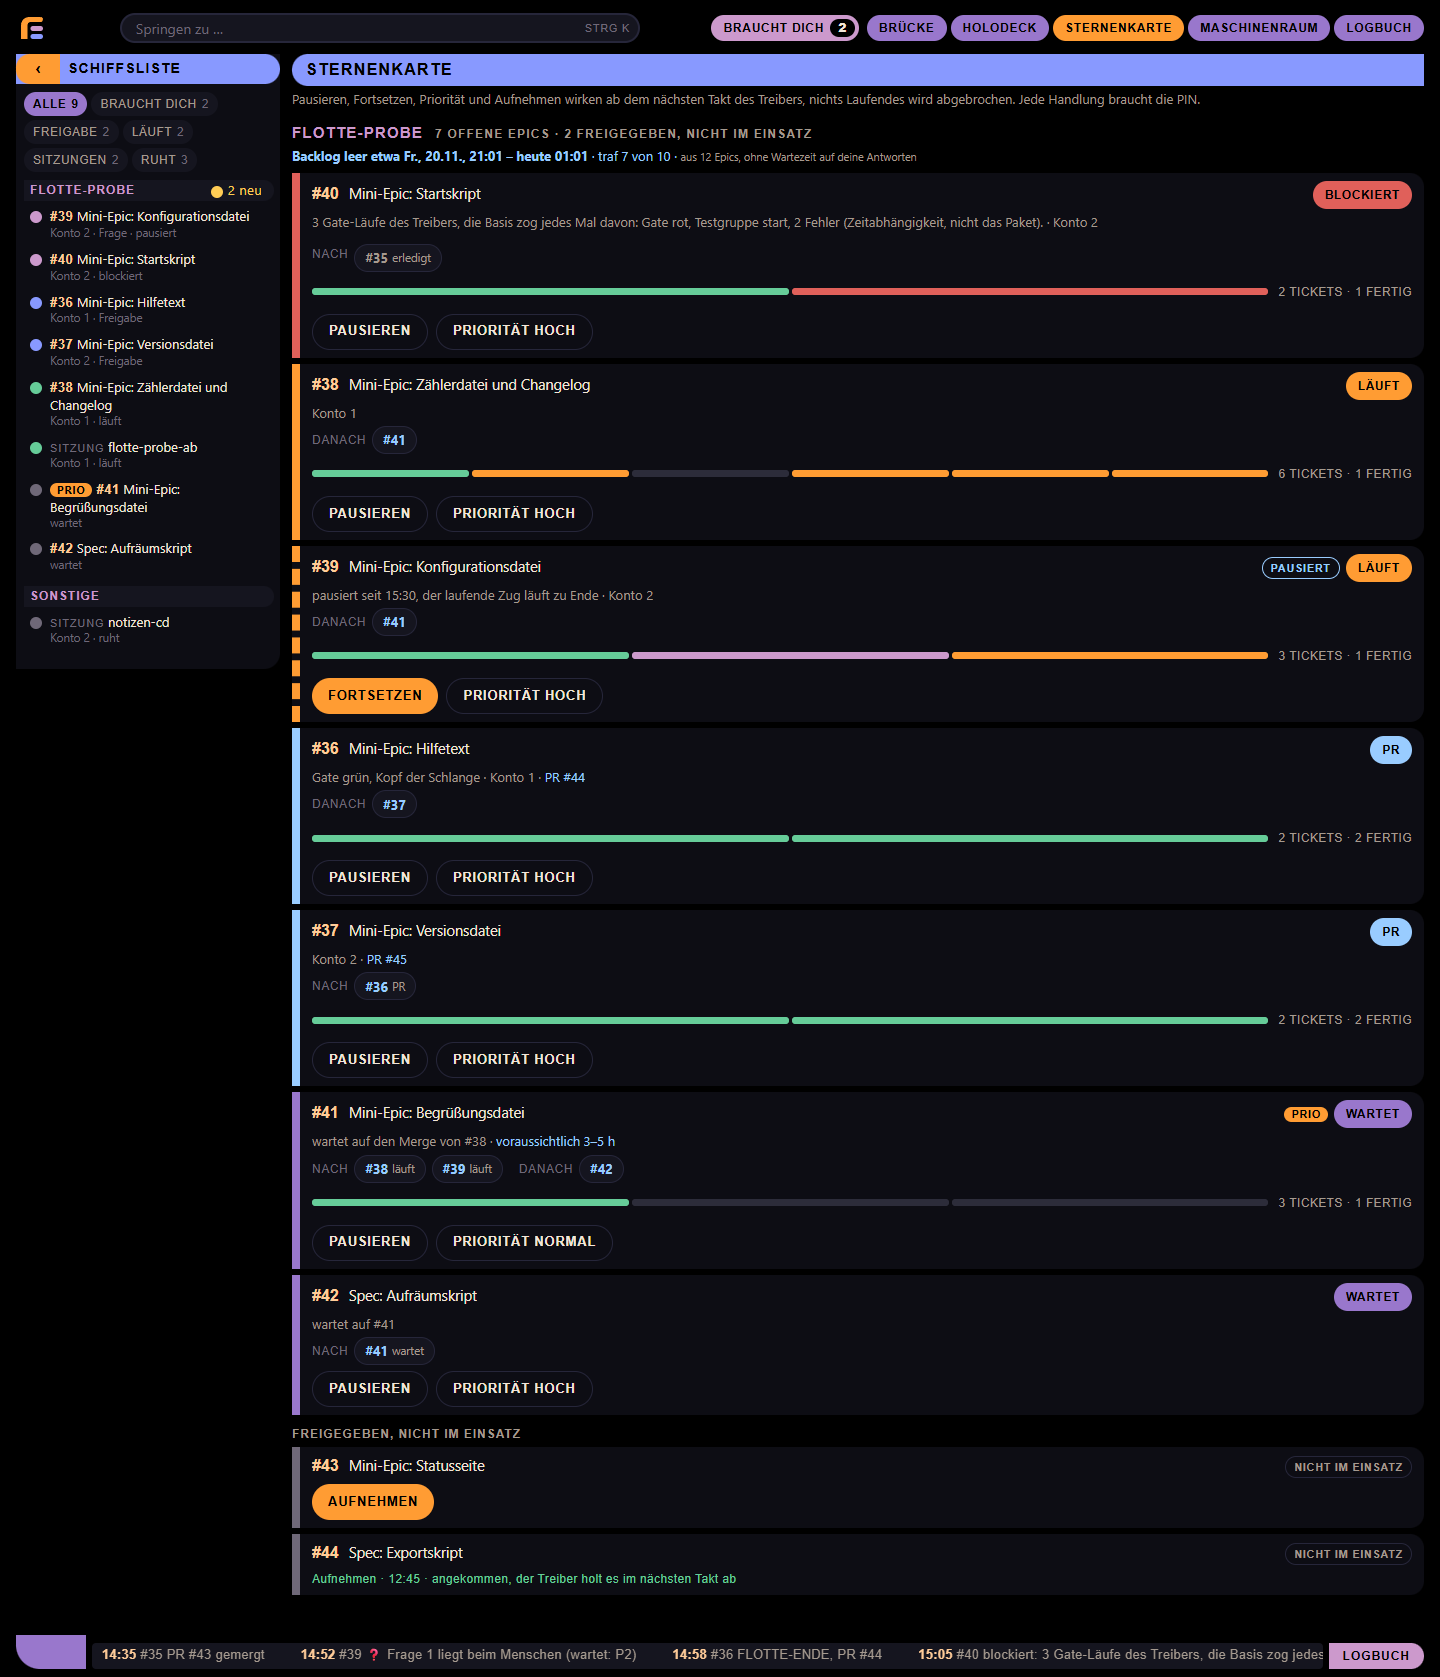 Springen zu ... STRG K
BRAUCHT DICH 2 BRÜCKE HOLODECK STERNENKARTE MASCHINENRAUM LOGBUCH
‹ SCHIFFSLISTE
ALLE 9 BRAUCHT DICH 2
FREIGABE 2 LÄUFT 2
SITZUNGEN 2 RUHT 3
FLOTTE-PROBE 2 neu
#39 Mini-Epic: Konfigurationsdatei
Konto 2 · Frage · pausiert
#40 Mini-Epic: Startskript
Konto 2 · blockiert
#36 Mini-Epic: Hilfetext
Konto 1 · Freigabe
#37 Mini-Epic: Versionsdatei
Konto 2 · Freigabe
#38 Mini-Epic: Zählerdatei und
Changelog
Konto 1 · läuft
SITZUNG flotte-probe-ab
Konto 1 · läuft
PRIO #41 Mini-Epic:
Begrüßungsdatei
wartet
#42 Spec: Aufräumskript
wartet
SONSTIGE
SITZUNG notizen-cd
Konto 2 · ruht
STERNENKARTE
Pausieren, Fortsetzen, Priorität und Aufnehmen wirken ab dem nächsten Takt des Treibers, nichts Laufendes wird abgebrochen. Jede Handlung braucht die PIN.
FLOTTE-PROBE 7 OFFENE EPICS · 2 FREIGEGEBEN, NICHT IM EINSATZ
Backlog leer etwa Fr., 20.11., 21:01 – heute 01:01 · traf 7 von 10 · aus 12 Epics, ohne Wartezeit auf deine Antworten
#40 Mini-Epic: Startskript BLOCKIERT
3 Gate-Läufe des Treibers, die Basis zog jedes Mal davon: Gate rot, Testgruppe start, 2 Fehler (Zeitabhängigkeit, nicht das Paket). · Konto 2
NACH #35 erledigt
2 TICKETS · 1 FERTIG
PAUSIEREN PRIORITÄT HOCH
#38 Mini-Epic: Zählerdatei und Changelog LÄUFT
Konto 1
DANACH #41
6 TICKETS · 1 FERTIG
PAUSIEREN PRIORITÄT HOCH
#39 Mini-Epic: Konfigurationsdatei PAUSIERT LÄUFT
pausiert seit 15:30, der laufende Zug läuft zu Ende · Konto 2
DANACH #41
3 TICKETS · 1 FERTIG
FORTSETZEN PRIORITÄT HOCH
#36 Mini-Epic: Hilfetext PR
Gate grün, Kopf der Schlange · Konto 1 · PR #44
DANACH #37
2 TICKETS · 2 FERTIG
PAUSIEREN PRIORITÄT HOCH
#37 Mini-Epic: Versionsdatei PR
Konto 2 · PR #45
NACH #36 PR
2 TICKETS · 2 FERTIG
PAUSIEREN PRIORITÄT HOCH
#41 Mini-Epic: Begrüßungsdatei PRIO WARTET
wartet auf den Merge von #38 · voraussichtlich 3–5 h
NACH #38 läuft #39 läuft DANACH #42
3 TICKETS · 1 FERTIG
PAUSIEREN PRIORITÄT NORMAL
#42 Spec: Aufräumskript WARTET
wartet auf #41
NACH #41 wartet
PAUSIEREN PRIORITÄT HOCH
FREIGEGEBEN, NICHT IM EINSATZ
#43 Mini-Epic: Statusseite NICHT IM EINSATZ
AUFNEHMEN
#44 Spec: Exportskript NICHT IM EINSATZ
Aufnehmen · 12:45 · angekommen, der Treiber holt es im nächsten Takt ab
14:35 #35 PR #43 gemergt 14:52 #39 ❓ Frage 1 liegt beim Menschen (wartet: P2) 14:58 #36 FLOTTE-ENDE, PR #44 15:05 #40 blockiert: 3 Gate-Läufe des Treibers, die Basis zog jedes LOGBUCH